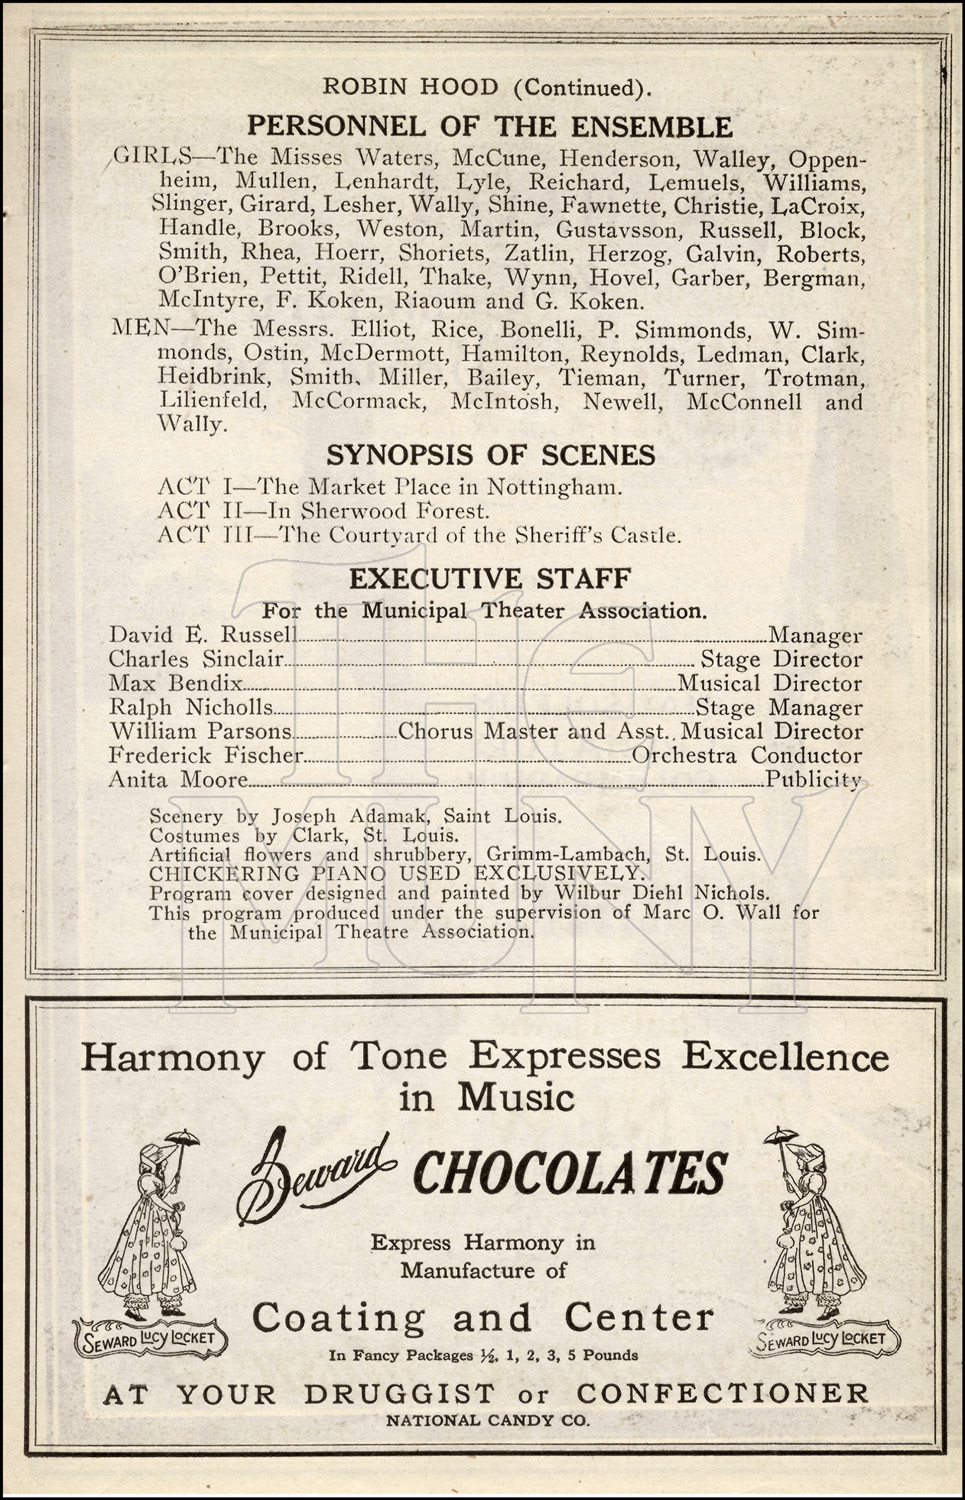 ROBIN HOOD (Continued).
PERSONNEL OF THE ENSEMBLE
GIRLS—The Misses Waters, McCune, Henderson, Walley, Oppen-
heim, Mullen, Lenhardt, Lyle, Reichard, Lemuels, Williams,
Slinger, Girard, Lesher, Wally, Shine, Fawnette, Christie, LaCroix,
Handle, Brooks, Weston, Martin, Gustavsson, Russell, Block,
Smith, Rhea, Hoerr, Shoriets, Zatlin, Herzog, Galvin, Roberts,
O'Brien, Pettit, Ridell, Thake, Wynn, Hovel, Garber, Bergman,
McIntyre, F. Koken, Riaoum and G. Koken.
MEN—The Messrs. Elliot, Rice, Bonelli, P. Simmonds, W. Sim-
monds, Ostin, McDermott, Hamilton, Reynolds, Ledman, Clark,
Heidbrink, Smith, Miller, Bailey, Tieman, Turner, Trotman,
Lilienfeld, McCormack, McIntosh, Newell, McConnell and
Wally.
SYNOPSIS OF SCENES
ACT I—The Market Place in Nottingham.
ACT II—In Sherwood Forest.
ACT III—The Courtyard of the Sheriff's Castle.
EXECUTIVE STAFF
For the Municipal Theater Association.
David E. Russell........Manager
Charles Sinclair........Stage Director
Max Bendix........Musical Director
Ralph Nicholls........Stage Manager
William Parsons........Chorus Master and Asst. Musical Director
Frederick Fischer........Orchestra Conductor
Anita Moore........Publicity
Scenery by Joseph Adamak, Saint Louis.
Costumes by Clark, St. Louis.
Artificial flowers and shrubbery, Grimm-Lambach, St. Louis.
CHICKERING PIANO USED EXCLUSIVELY.
Program cover designed and painted by Wilbur Diehl Nichols.
This program produced under the supervision of Marc O. Wall for
the Municipal Theatre Association.
THE
MUNY
Harmony of Tone Expresses Excellence
in Music
Seward CHOCOLATES
Express Harmony in
Manufacture of
Coating and Center
In Fancy Packages ½, 1, 2, 3, 5 Pounds
SEWARD LUCY LOCKET
SEWARD LUCY LOCKET
AT YOUR DRUGGIST or CONFECTIONER
NATIONAL CANDY CO.